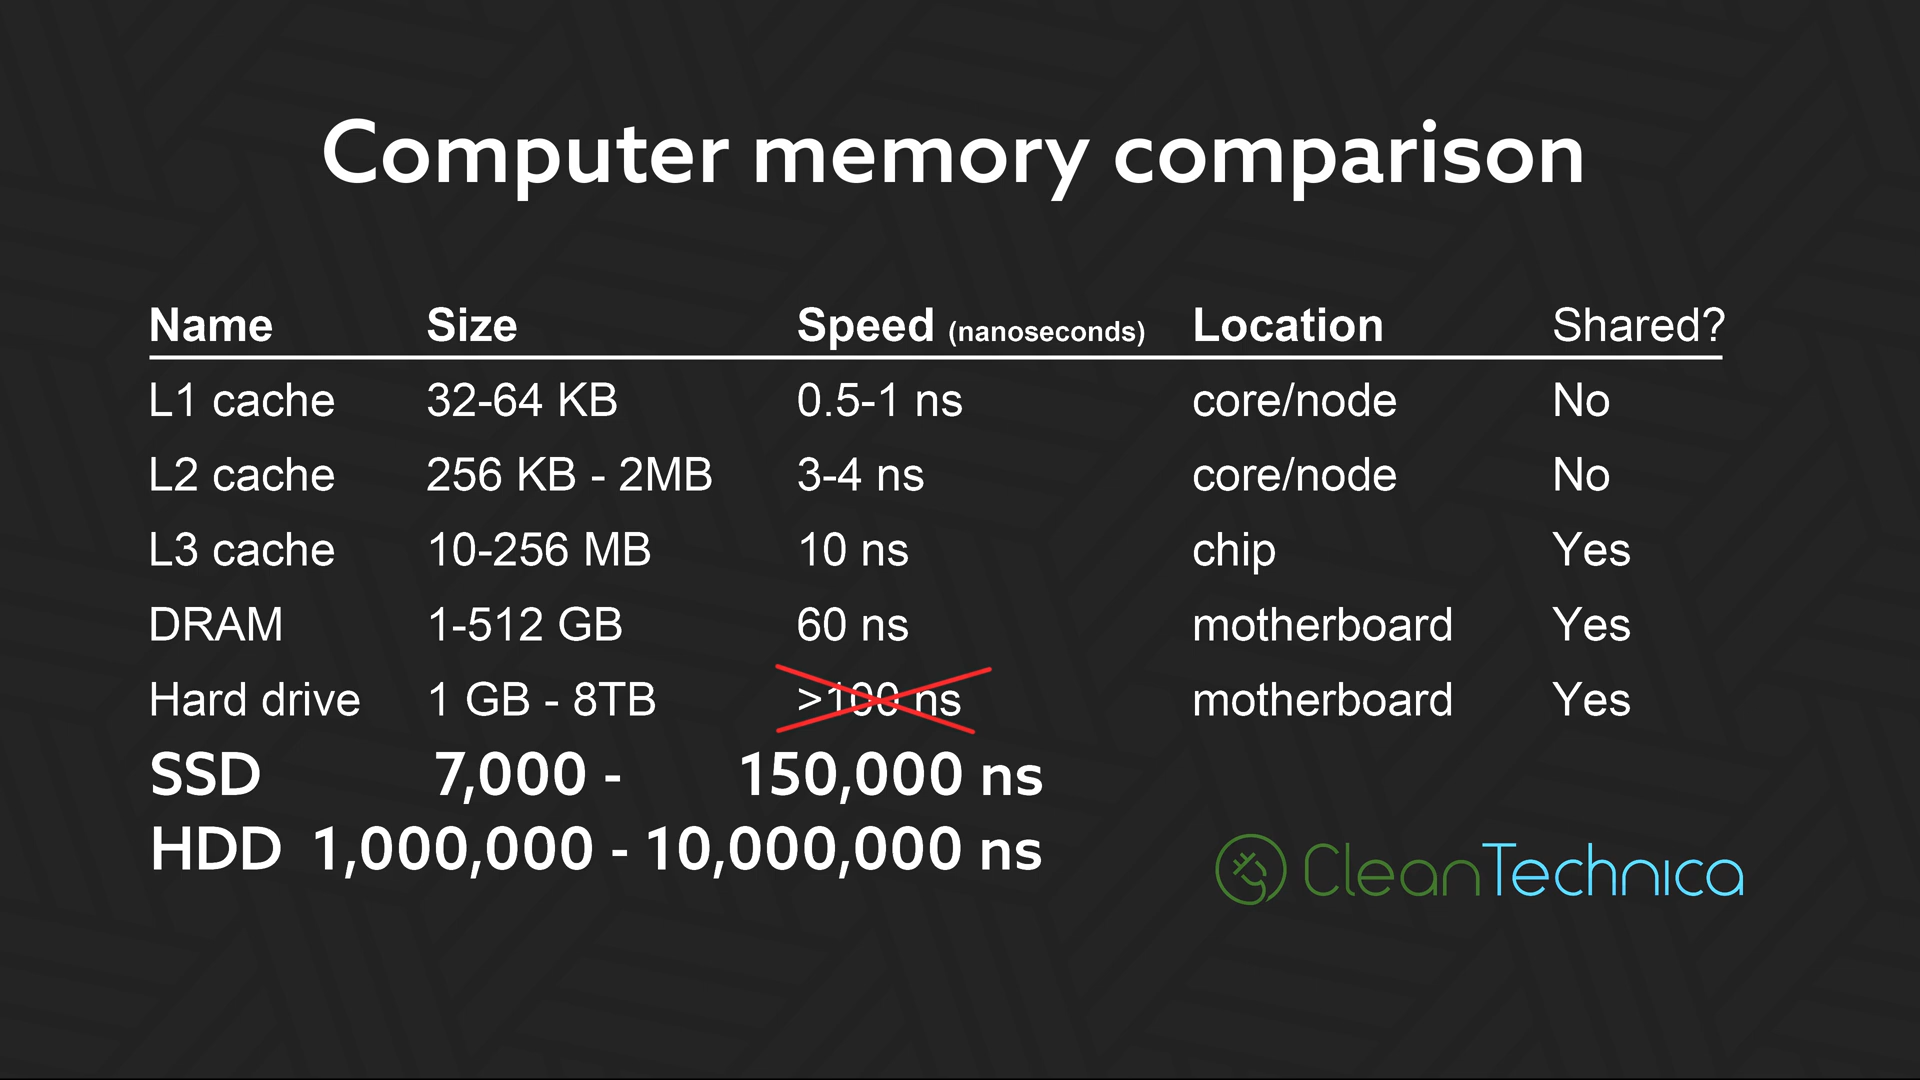 Computer memory comparison
Name Size Speed (nanoseconds) Location Shared?
L1 cache 32-64 KB 0.5-1 ns core/node No
L2 cache 256 KB - 2MB 3-4 ns core/node No
L3 cache 10-256 MB 10 ns chip Yes
DRAM 1-512 GB 60 ns motherboard Yes
Hard drive 1 GB - 8TB >100 ns motherboard Yes
SSD 7,000 - 150,000 ns
HDD 1,000,000 - 10,000,000 ns
CleanTechnica